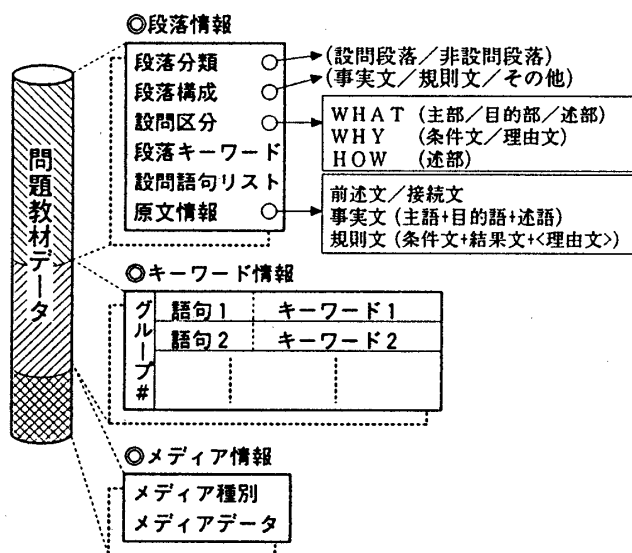 ◎段落情報
段落分類
段落構成
設問区分
段落キーワード
設問語句リスト
原文情報
(設問段落/非設問段落)
(事実文/規則文/その他)
WHAT (主部/目的部/述部)
WHY (条件文/理由文)
HOW (述部)
前述文/接続文
事実文 (主語+目的語+述語)
規則文 (条件文+結果文+<理由文>)
問題教材データ
◎キーワード情報
グループ#
語句1 キーワード1
語句2 キーワード2
◎メディア情報
メディア種別
メディアデータ